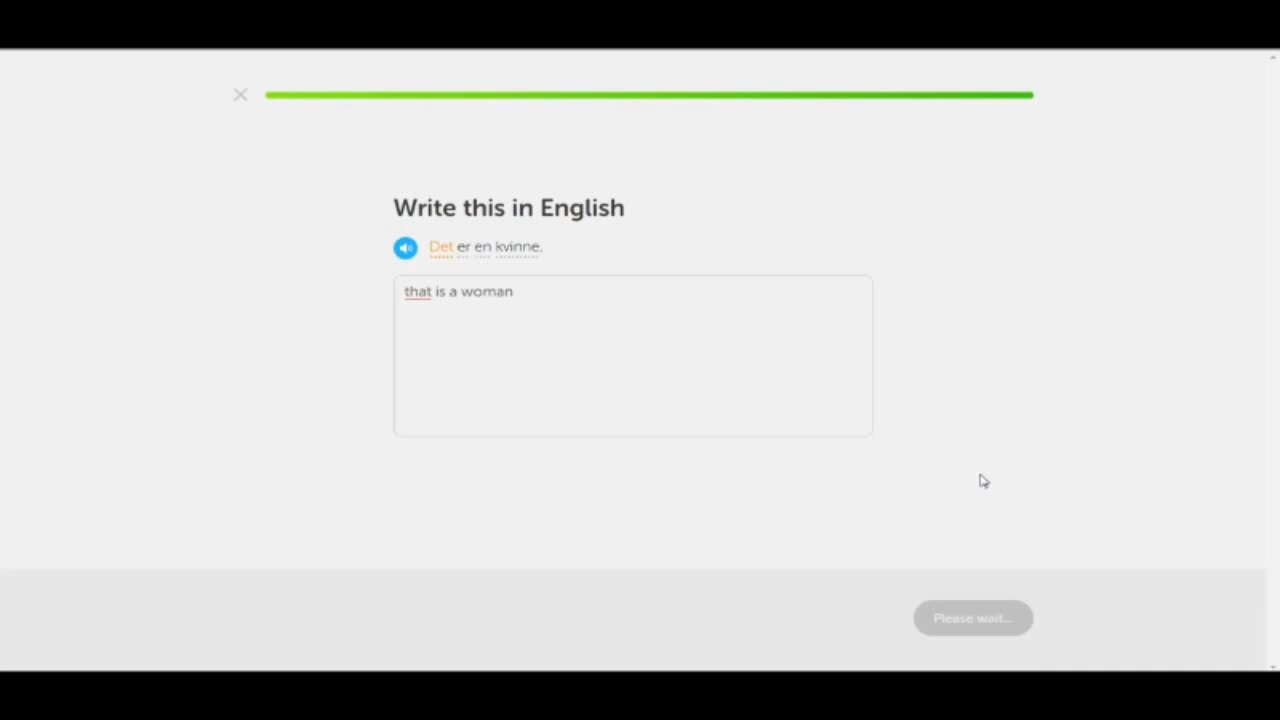 Write this in English
Det er en kvinne.
that is a woman
Please wait...